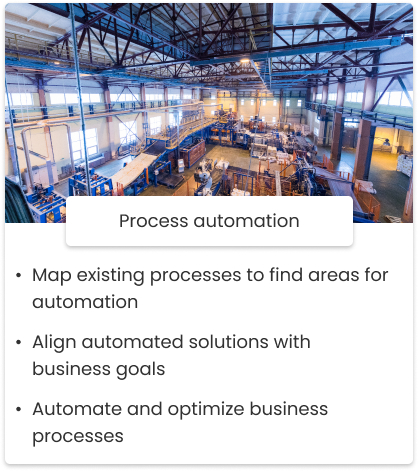 Process automation
• Map existing processes to find areas for
automation
• Align automated solutions with
business goals
• Automate and optimize business
processes